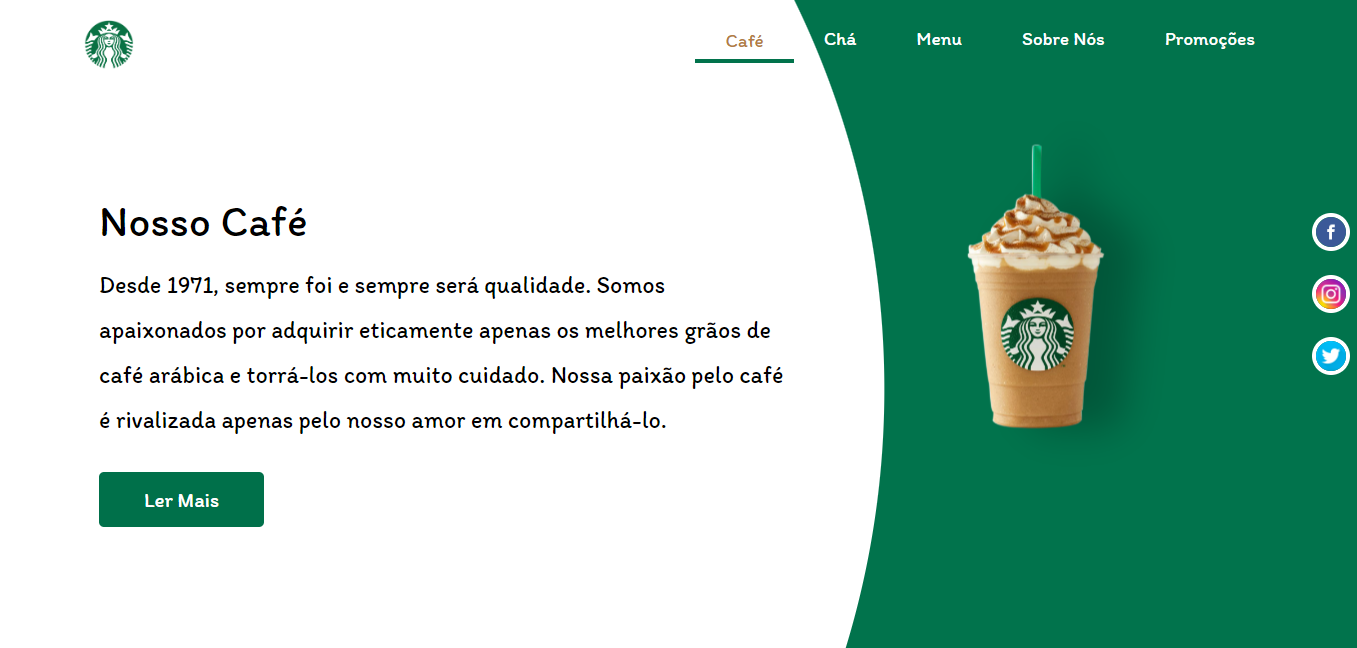 Café
Chá
Menu
Sobre Nós
Promoções
Nosso Café
Desde 1971, sempre foi e sempre será qualidade. Somos
apaixonados por adquirir eticamente apenas os melhores grãos de
café arábica e torrá-los com muito cuidado. Nossa paixão pelo café
é rivalizada apenas pelo nosso amor em compartilhá-lo.
Ler Mais